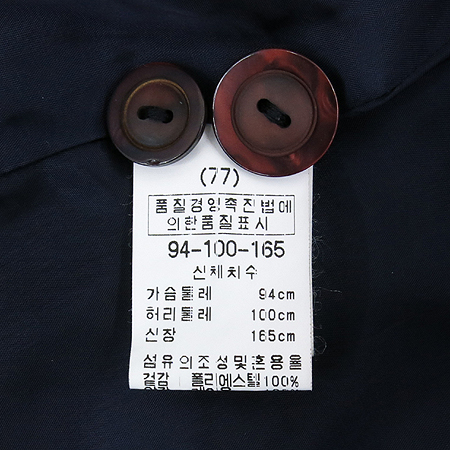 (77)
품질경영촉진법에
의한품질표시
94-100-165
신체치수
가슴둘레 94cm
허리둘레 100cm
신장 165cm
섬유의조성및혼용율
겉감 폴리에스텔100%